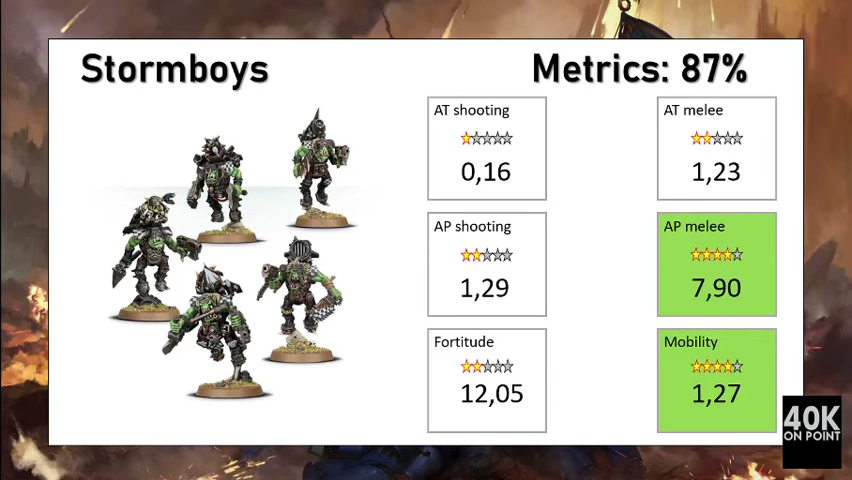 Stormboys
Metrics: 87%
AT shooting
0,16
AT melee
1,23
AP shooting
1,29
AP melee
7,90
Fortitude
12,05
Mobility
1,27
40K
ON POINT